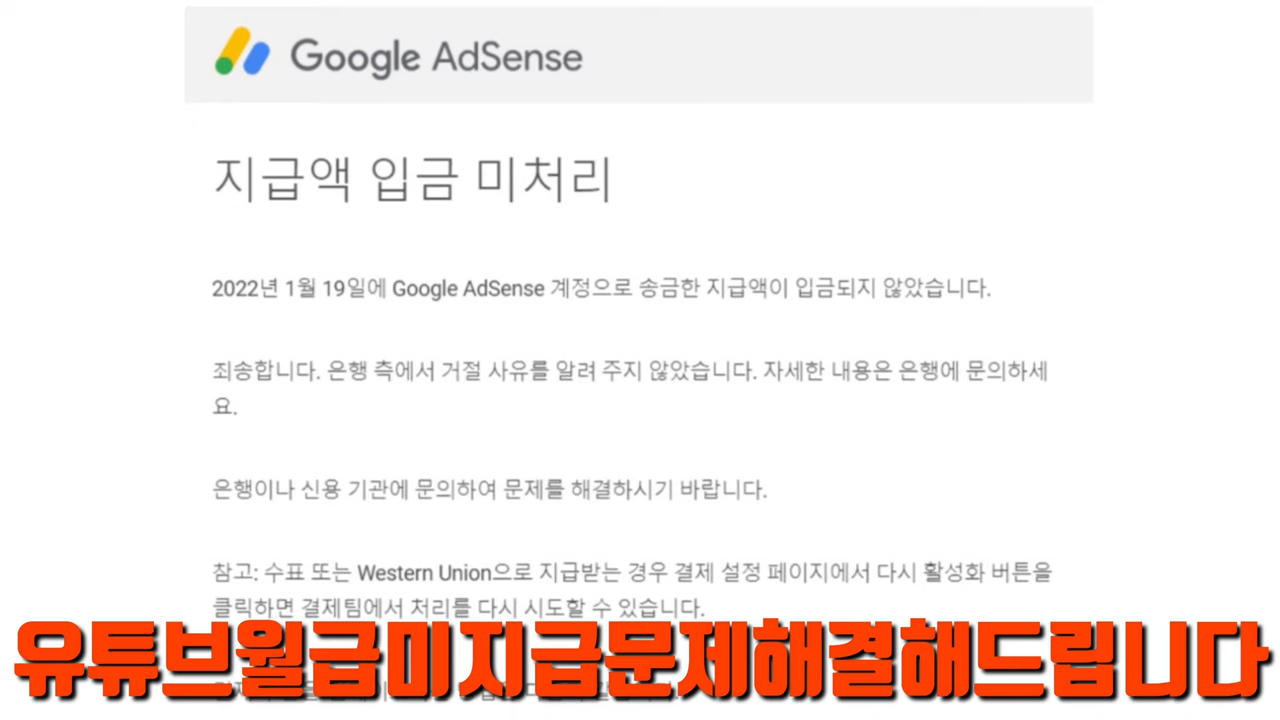 Google AdSense
지급액 입금 미처리
2022년 1월 19일에 Google AdSense 계정으로 송금한 지급액이 입금되지 않았습니다.
죄송합니다. 은행 측에서 거절 사유를 알려 주지 않았습니다. 자세한 내용은 은행에 문의하세
요.
은행이나 신용 기관에 문의하여 문제를 해결하시기 바랍니다.
참고: 수표 또는 Western Union으로 지급받는 경우 결제 설정 페이지에서 다시 활성화 버튼을
클릭하면 결제팀에서 처리를 다시 시도할 수 있습니다.
유튜브월급미지급문제해결해드립니다